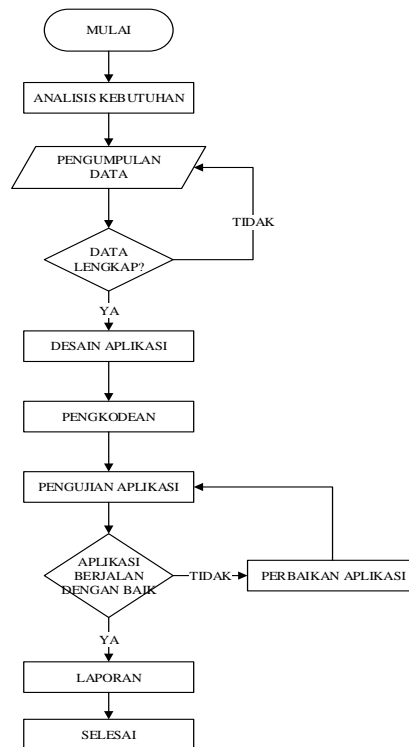 MULAI
ANALISIS KEBUTUHAN
PENGUMPULAN
DATA
TIDAK
DATA
LENGKAP?
YA
DESAIN APLIKASI
PENGKODEAN
PENGUJIAN APLIKASI
APLIKASI
BERJALAN
DENGAN BAIK
TIDAK
PERBAIKAN APLIKASI
YA
LAPORAN
SELESAI